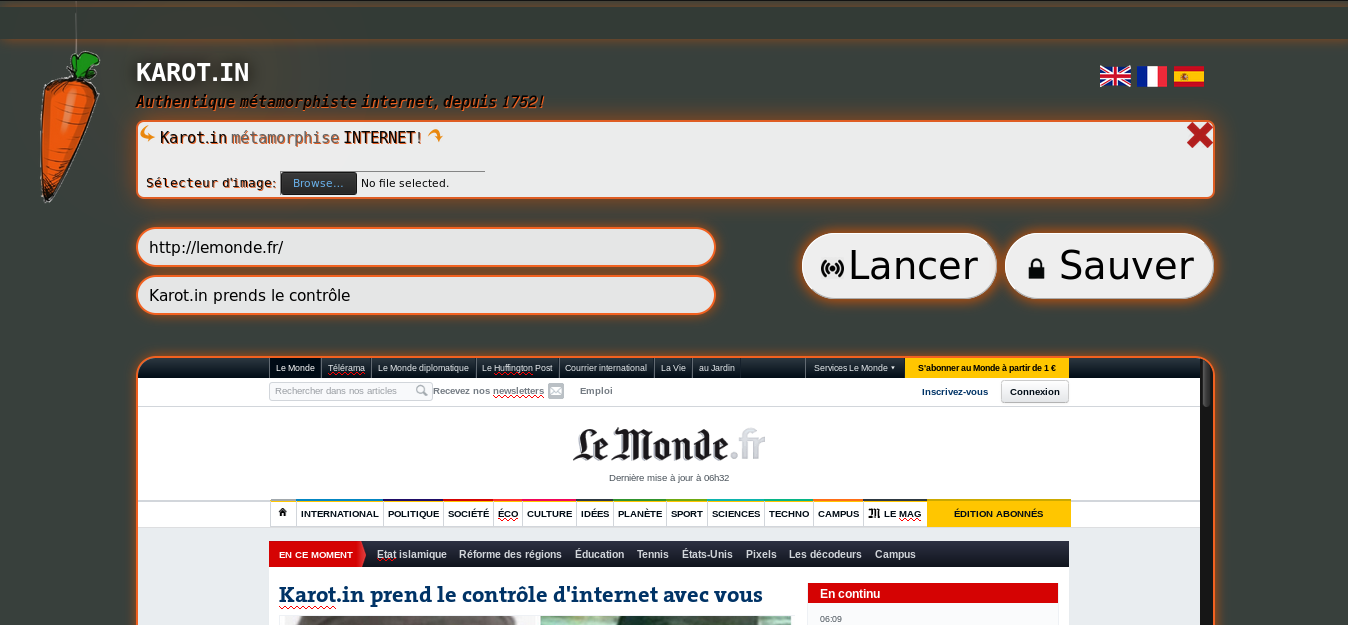 KAROT.IN
Authentique métamorphiste internet, depuis 1752!
Karot.in métamorphise INTERNET!
Sélecteur d'image: Browse... No file selected.
http://lemonde.fr/
Karot.in prends le contrôle
Lancer Sauver
Le Monde Télérama Le Monde diplomatique Le Huffington Post Courrier international La Vie au Jardin Services Le Monde S'abonner au Monde à partir de 1 €
Rechercher dans nos articles Recevez nos newsletters Emploi Inscrivez-vous Connexion
Le Monde.fr
Dernière mise à jour à 06h32
INTERNATIONAL POLITIQUE SOCIÉTÉ ÉCO CULTURE IDÉES PLANÈTE SPORT SCIENCES TECHNO CAMPUS M LE MAG ÉDITION ABONNÉS
EN CE MOMENT Etat islamique Réforme des régions Éducation Tennis États-Unis Pixels Les décodeurs Campus
Karot.in prend le contrôle d'internet avec vous
En continu
06:09